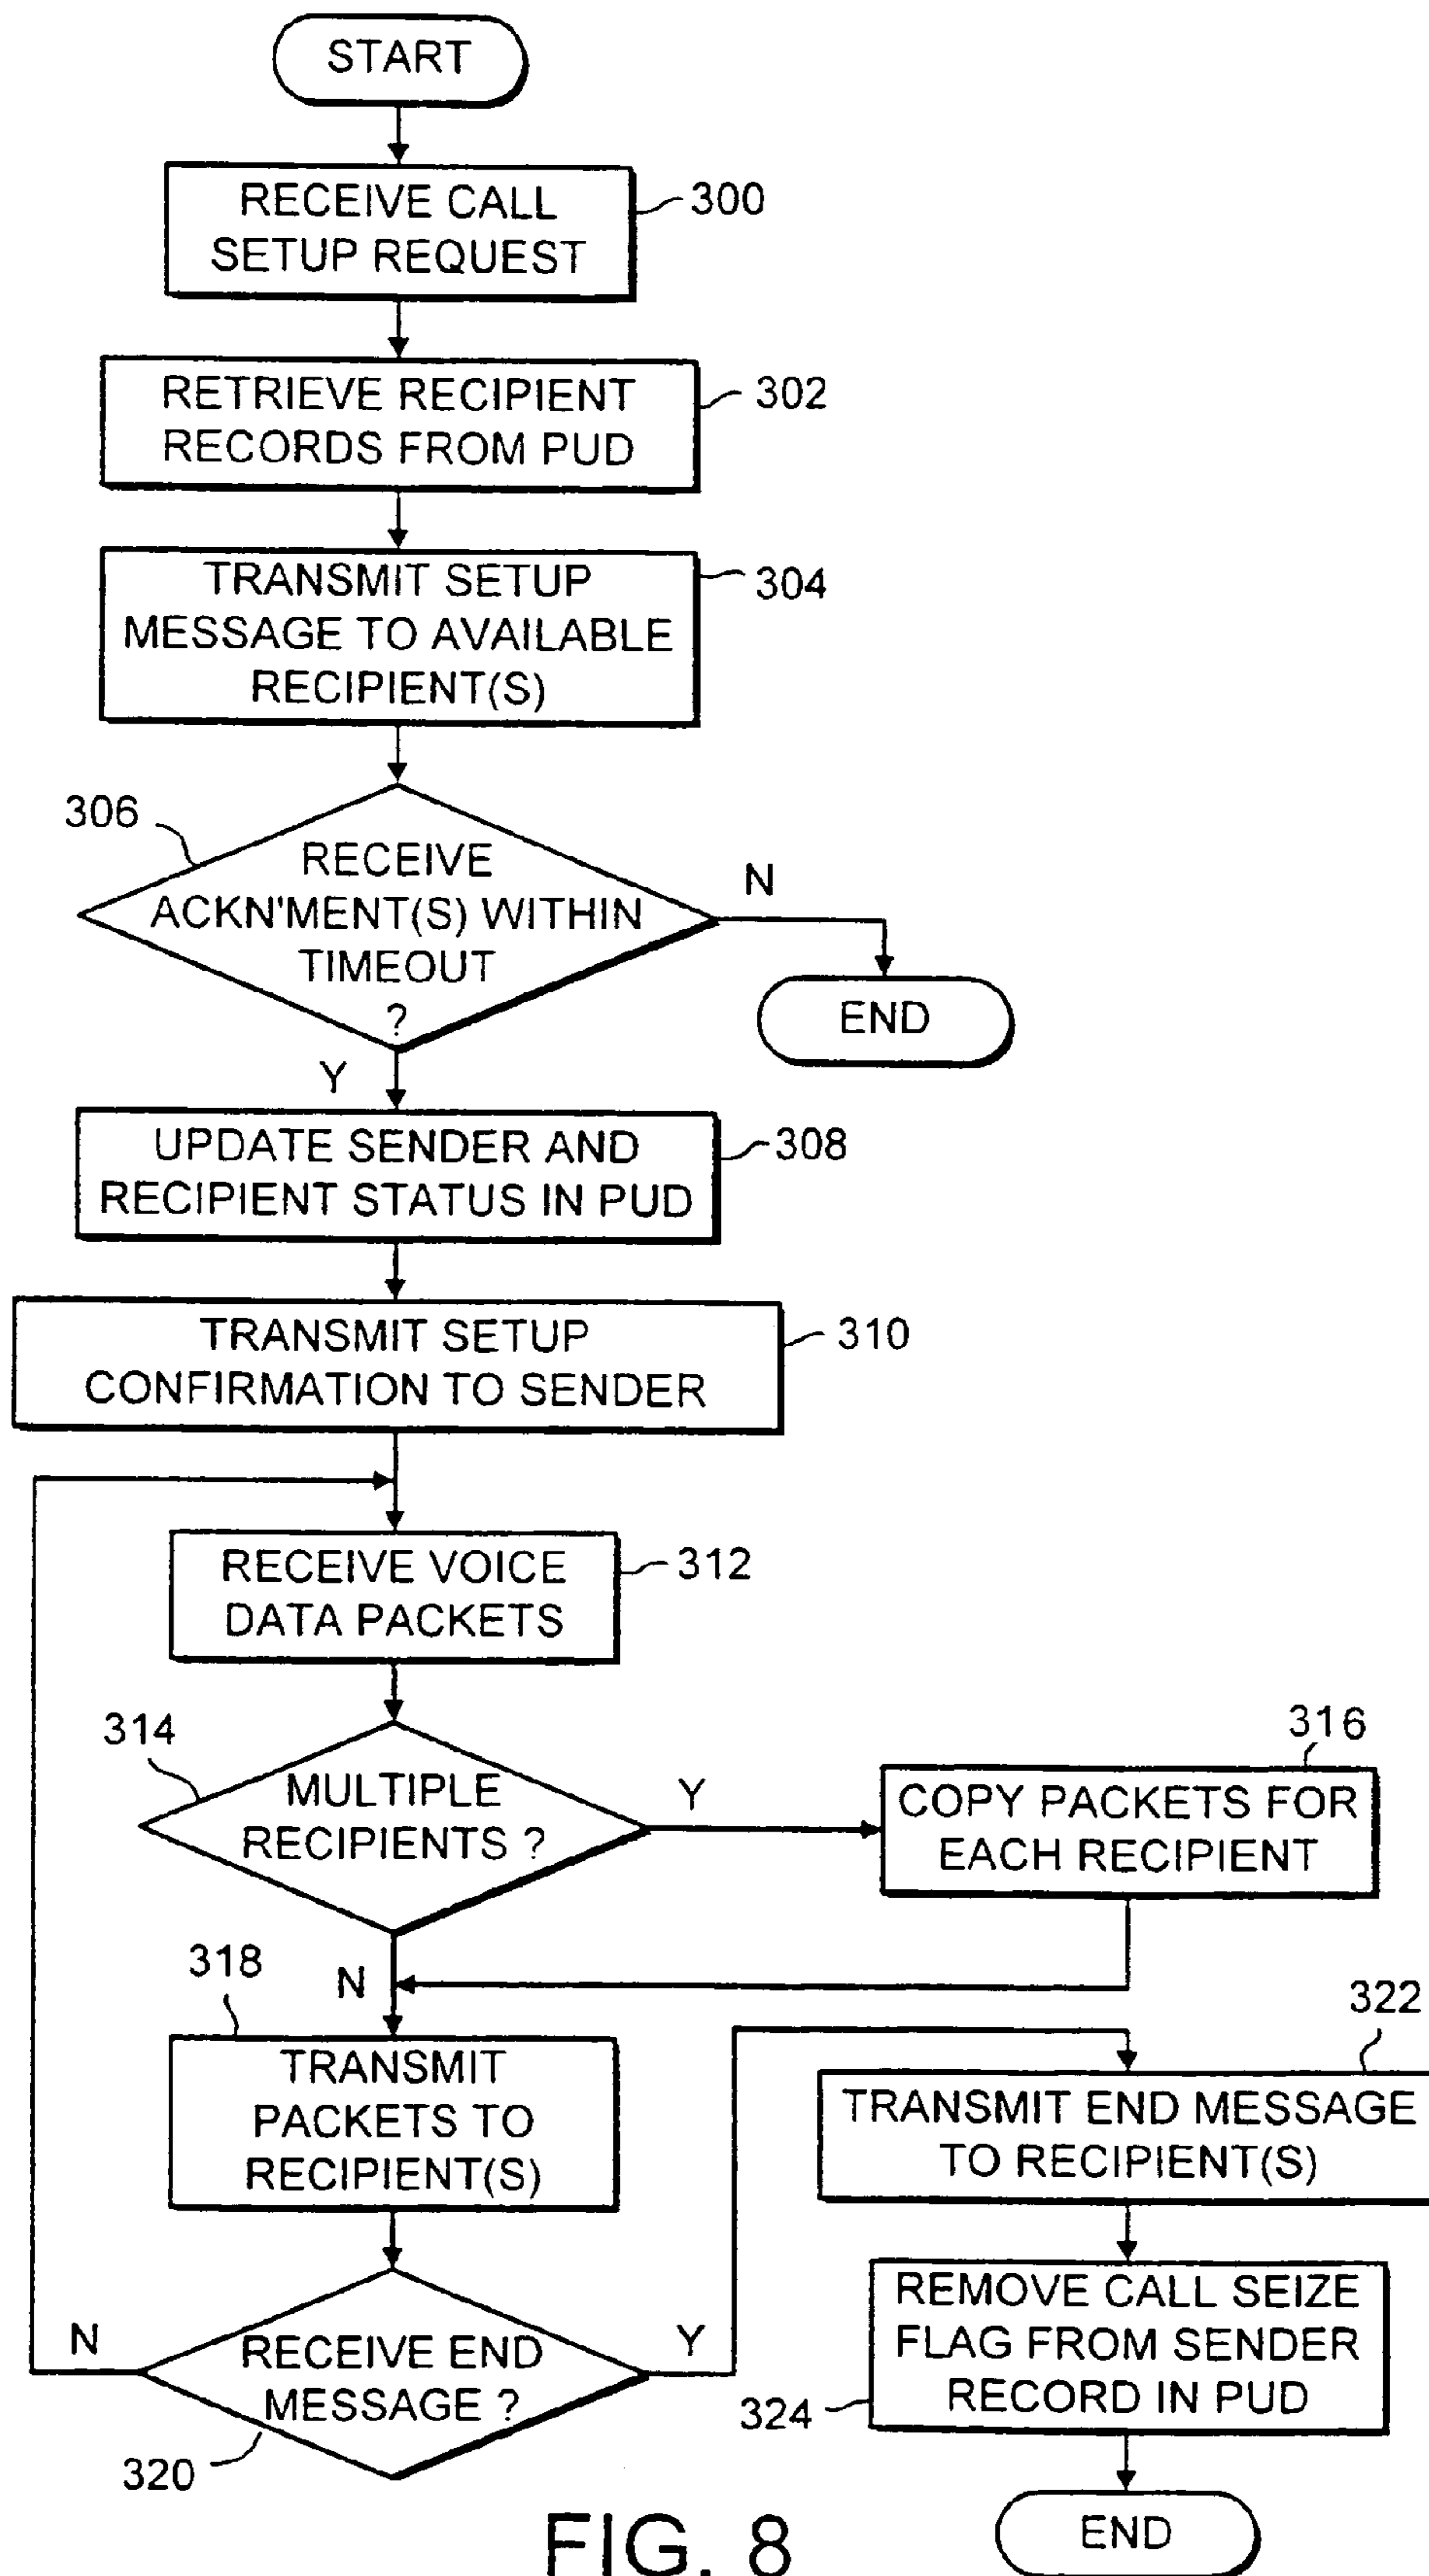 START
RECEIVE CALL
SETUP REQUEST
300
RETRIEVE RECIPIENT
RECORDS FROM PUD
302
TRANSMIT SETUP
MESSAGE TO AVAILABLE
RECIPIENT(S)
304
306
RECEIVE
ACKN'MENT(S) WITHIN
TIMEOUT
?
N
END
Y
UPDATE SENDER AND
RECIPIENT STATUS IN PUD
308
TRANSMIT SETUP
CONFIRMATION TO SENDER
310
RECEIVE VOICE
DATA PACKETS
312
314
MULTIPLE
RECIPIENTS ?
Y
316
COPY PACKETS FOR
EACH RECIPIENT
N
318
TRANSMIT
PACKETS TO
RECIPIENT(S)
322
TRANSMIT END MESSAGE
TO RECIPIENT(S)
N
RECEIVE END
MESSAGE ?
Y
320
REMOVE CALL SEIZE
FLAG FROM SENDER
RECORD IN PUD
324
END
FIG. 8